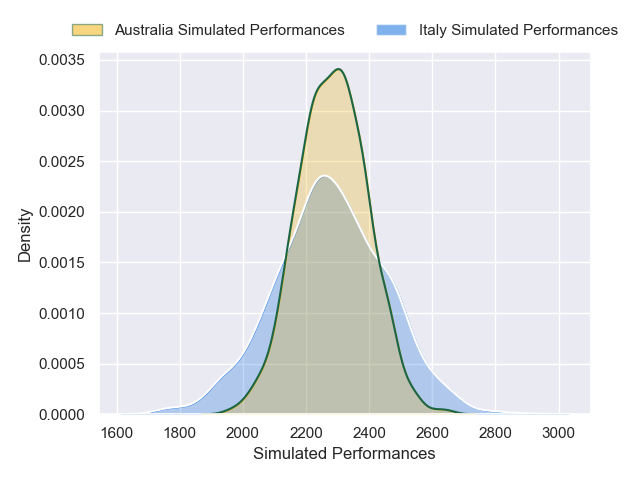 Australia Simulated Performances Italy Simulated Performances
0.0035
0.0030
0.0025
0.0020
0.0015
0.0010
0.0005
0.0000
Density
1600 1800 2000 2200 2400 2600 2800 3000
Simulated Performances